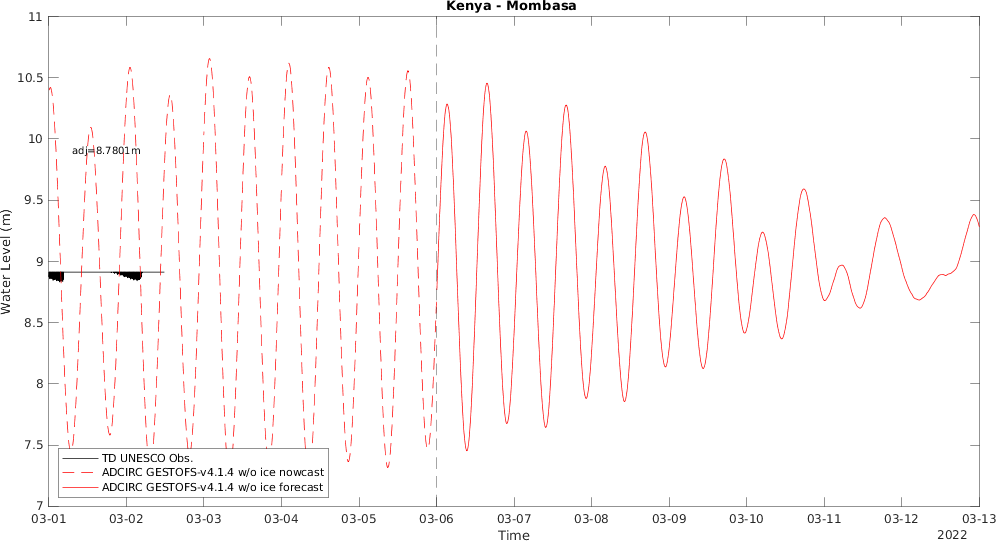 Kenya - Mombasa
11
10.5
10
9.5
9
8.5
8
7.5
7
Water Level (m)
adj=8.7801m
TD UNESCO Obs.
ADCIRC GESTOFS-v4.1.4 w/o ice nowcast
ADCIRC GESTOFS-v4.1.4 w/o ice forecast
03-01 03-02 03-03 03-04 03-05 03-06 03-07 03-08 03-09 03-10 03-11 03-12 03-13
Time
2022